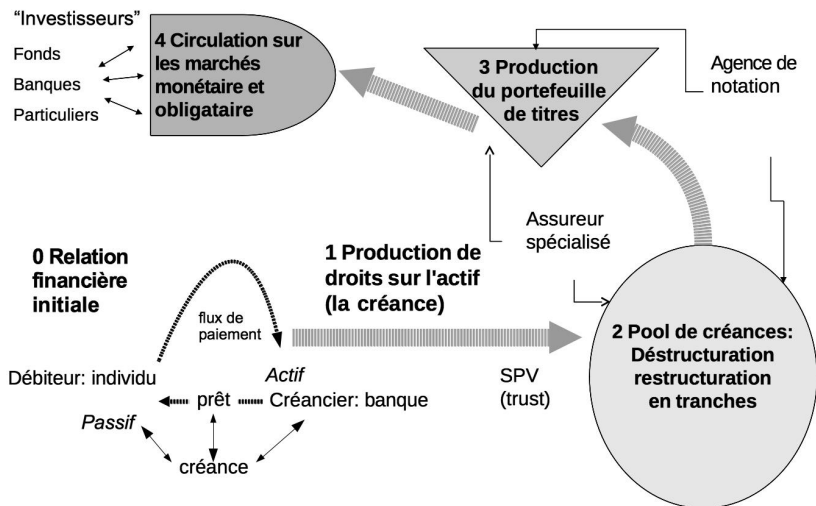 “Investisseurs”
Fonds
Banques
Particuliers
4 Circulation sur
les marchés
monétaire et
obligataire
3 Production
du portefeuille
de titres
Agence de
notation
Assureur
spécialisé
0 Relation
financière
initiale
flux de
paiement
1 Production de
droits sur l'actif
(la créance)
2 Pool de créances:
Déstructuration
restructuration
en tranches
SPV
(trust)
Débiteur: individu
Actif
prêt
Créancier: banque
Passif
créance